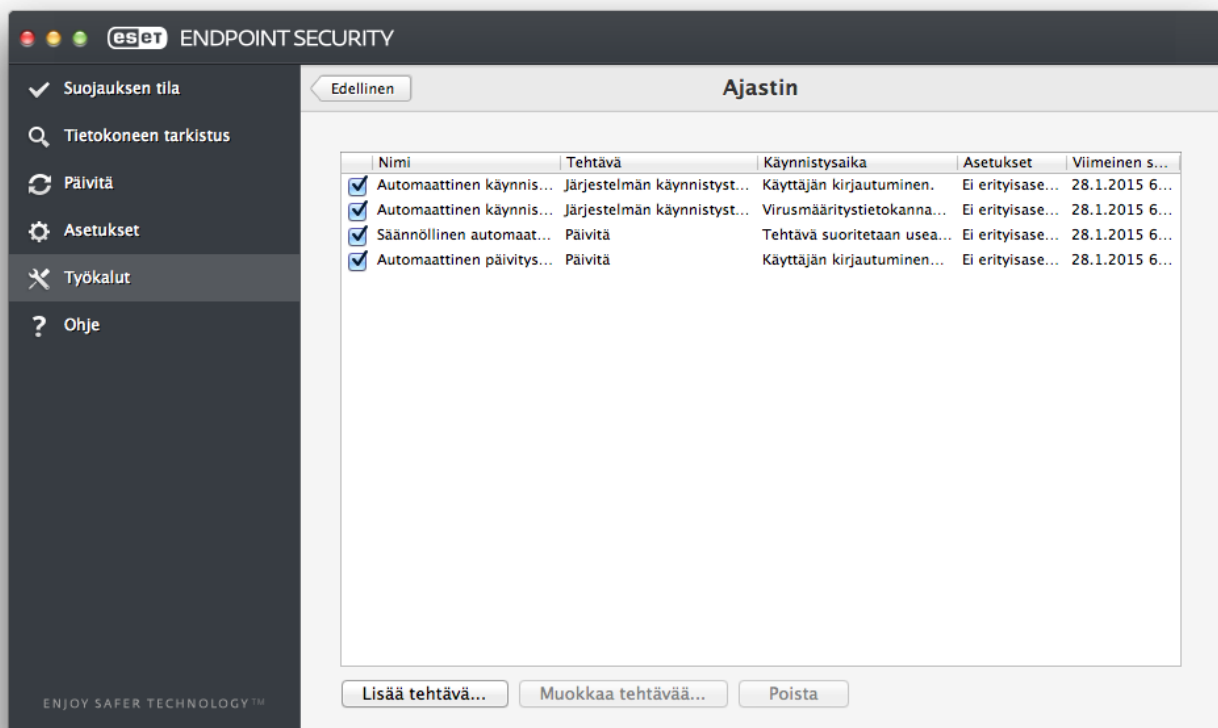 eset ENDPOINT SECURITY
Suojauksen tila
Tietokoneen tarkistus
Päivitä
Asetukset
Työkalut
? Ohje
ENJOY SAFER TECHNOLOGY™
Edellinen
Ajastin
Nimi Tehtävä Käynnistysaika Asetukset Viimeinen s...
Automaattinen käynnis... Järjestelmän käynnistyst... Käyttäjän kirjautuminen. Ei erityisase... 28.1.2015 6...
Automaattinen käynnis... Järjestelmän käynnistyst... Virusmääritystietokanna... Ei erityisase... 28.1.2015 6...
Säännöllinen automaat... Päivitä Tehtävä suoritetaan usea... Ei erityisase... 28.1.2015 6...
Automaattinen päivitys... Päivitä Käyttäjän kirjautuminen... Ei erityisase... 28.1.2015 6...
Lisää tehtävä... Muokkaa tehtävää... Poista